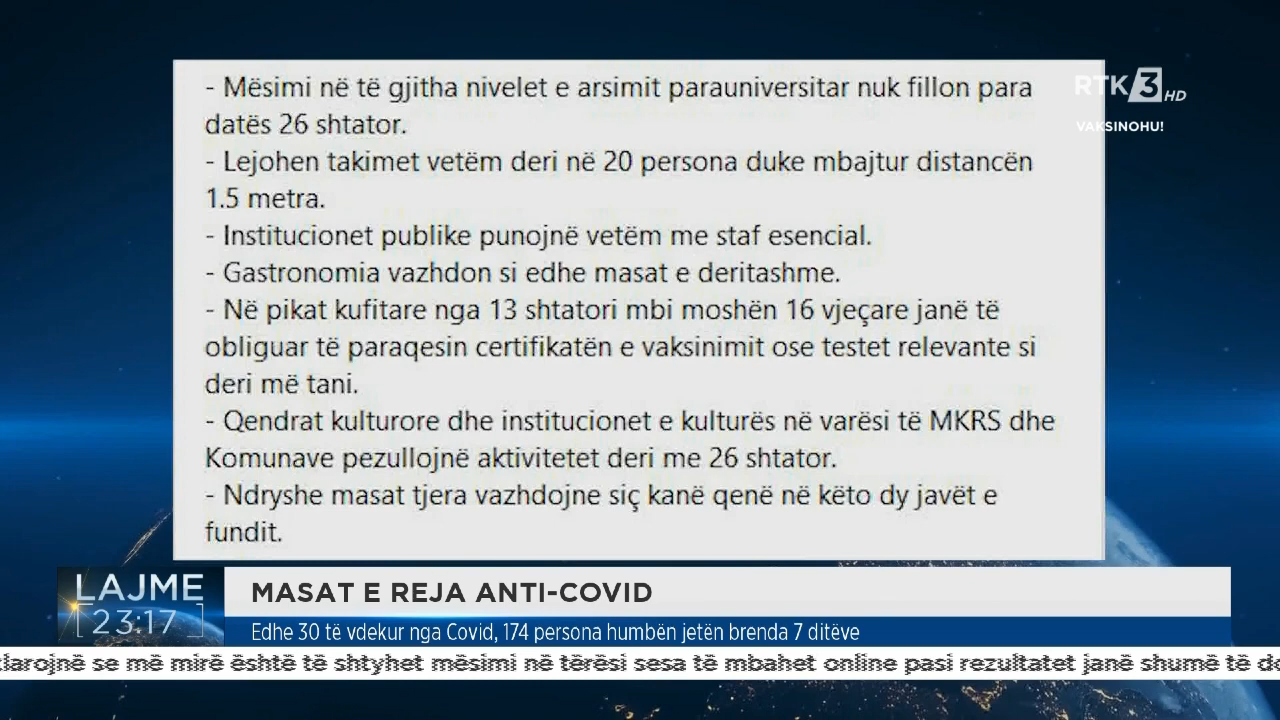 - Mësimi në të gjitha nivelet e arsimit parauniversitar nuk fillon para
datës 26 shtator.
- Lejohen takimet vetëm deri në 20 persona duke mbajtur distancën
1.5 metra.
- Institucionet publike punojnë vetëm me staf esencial.
- Gastronomia vazhdon si edhe masat e deritashme.
- Në pikat kufitare nga 13 shtatori mbi moshën 16 vjeçare janë të
obliguar të paraqesin certifikatën e vaksinimit ose testet relevante si
deri më tani.
- Qendrat kulturore dhe institucionet e kulturës në varësi të MKRS dhe
Komunave pezullojnë aktivitetet deri me 26 shtator.
- Ndryshe masat tjera vazhdojne siç kanë qenë në këto dy javët e
fundit.
RTK 3 HD
VAKSINOHU!
LAJME
23:17
MASAT E REJA ANTI-COVID
Edhe 30 të vdekur nga Covid, 174 persona humbën jetën brenda 7 ditëve
larojnë se më mirë është të shtyhet mësimi në tërësi sesa të mbahet online pasi rezultatet janë shumë të